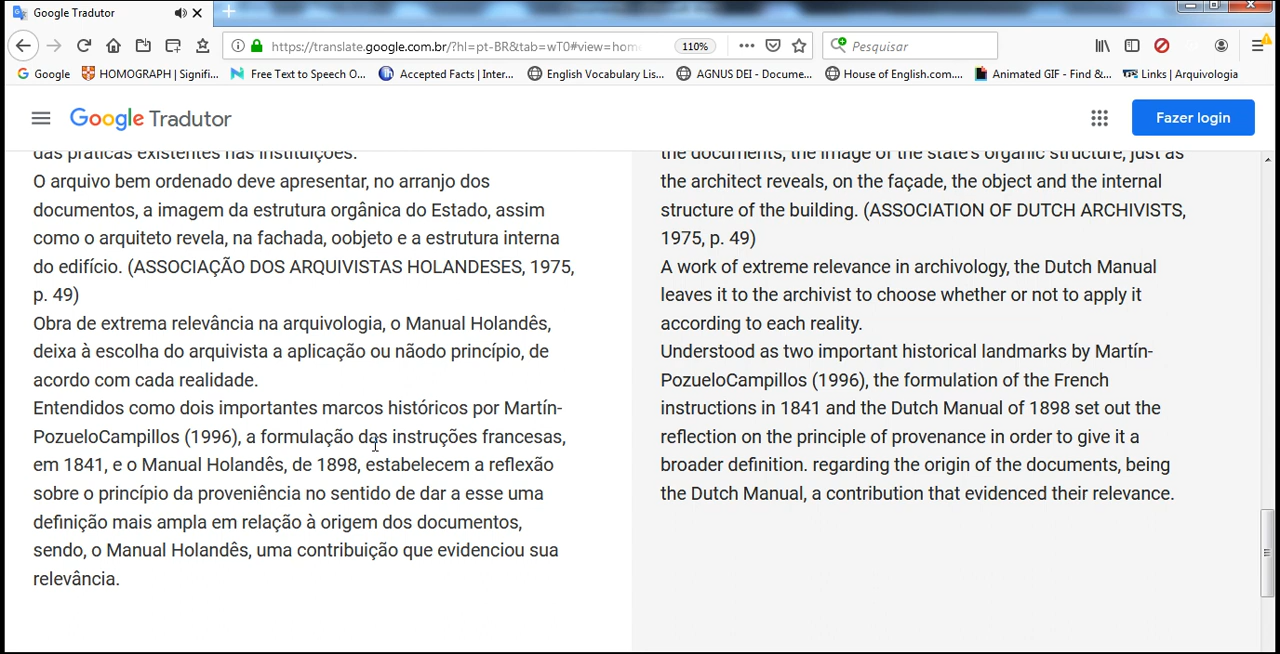 Google Tradutor
https://translate.google.com.br/?hl=pt-BR&tab=wT0#view=hom
110%
Pesquisar
Google
HOMOGRAPH | Signifi...
Free Text to Speech O...
Accepted Facts | Inter...
English Vocabulary Lis...
AGNUS DEI - Docume...
House of English.com....
Animated GIF - Find &...
Links | Arquivologia
Google Tradutor
Fazer login
das práticas existentes nas instituições.
O arquivo bem ordenado deve apresentar, no arranjo dos
documentos, a imagem da estrutura orgânica do Estado, assim
como o arquiteto revela, na fachada, oobjeto e a estrutura interna
do edifício. (ASSOCIAÇÃO DOS ARQUIVISTAS HOLANDESES, 1975,
p. 49)
Obra de extrema relevância na arquivologia, o Manual Holandês,
deixa à escolha do arquivista a aplicação ou nãodo princípio, de
acordo com cada realidade.
Entendidos como dois importantes marcos históricos por Martín-
PozueloCampillos (1996), a formulação das instruções francesas,
em 1841, e o Manual Holandês, de 1898, estabelecem a reflexão
sobre o princípio da proveniência no sentido de dar a esse uma
definição mais ampla em relação à origem dos documentos,
sendo, o Manual Holandês, uma contribuição que evidenciou sua
relevância.
the documents, the image of the state's organic structure, just as
the architect reveals, on the façade, the object and the internal
structure of the building. (ASSOCIATION OF DUTCH ARCHIVISTS,
1975, p. 49)
A work of extreme relevance in archivology, the Dutch Manual
leaves it to the archivist to choose whether or not to apply it
according to each reality.
Understood as two important historical landmarks by Martín-
PozueloCampillos (1996), the formulation of the French
instructions in 1841 and the Dutch Manual of 1898 set out the
reflection on the principle of provenance in order to give it a
broader definition. regarding the origin of the documents, being
the Dutch Manual, a contribution that evidenced their relevance.